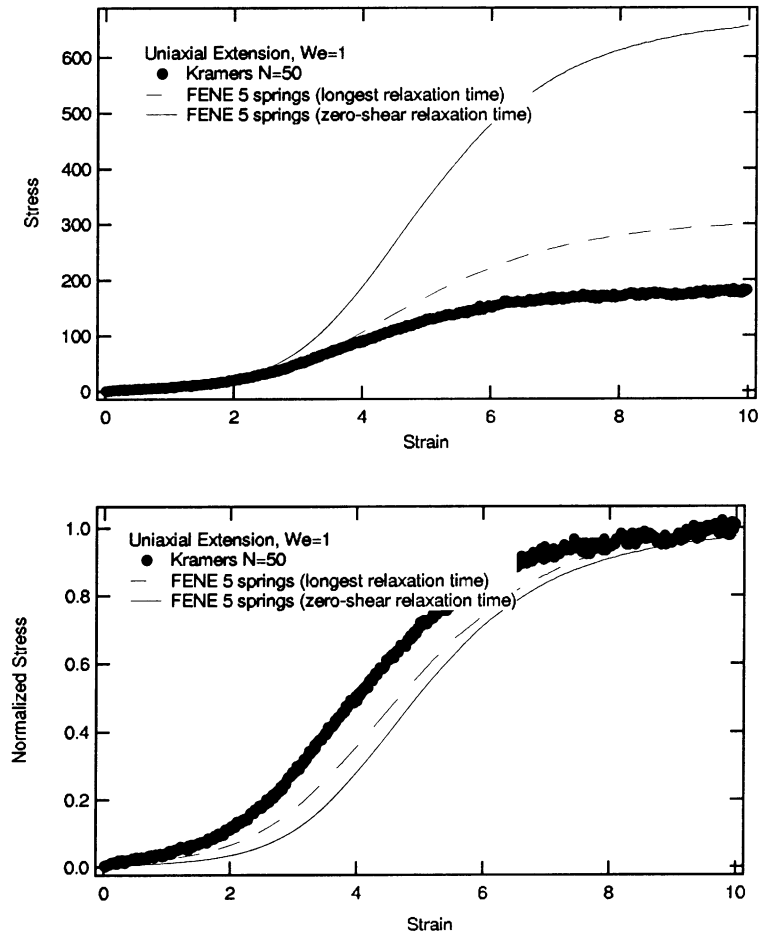 Uniaxial Extension, We=1
Kramers N=50
FENE 5 springs (longest relaxation time)
FENE 5 springs (zero-shear relaxation time)
600
500
400
300
200
100
0
Stress
0 2 4 6 8 10
Strain
Uniaxial Extension, We=1
Kramers N=50
FENE 5 springs (longest relaxation time)
FENE 5 springs (zero-shear relaxation time)
1.0
0.8
0.6
0.4
0.2
0.0
Normalized Stress
0 2 4 6 8 10
Strain